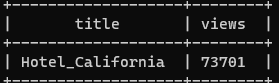 | title | views |
| Hotel_California | 73701 |